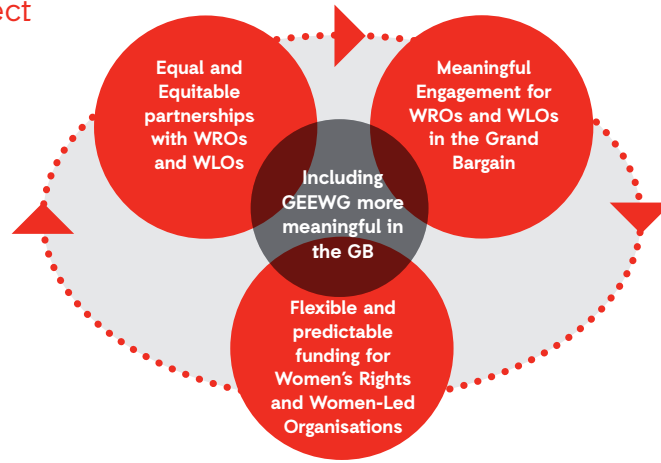 ect
Equal and
Equitable
partnerships
with WROs
and WLOs
Meaningful
Engagement for
WROs and WLOs
in the Grand
Bargain
Including
GEEWG more
meaningful in
the GB
Flexible and
predictable
funding for
Women's Rights
and Women-Led
Organisations